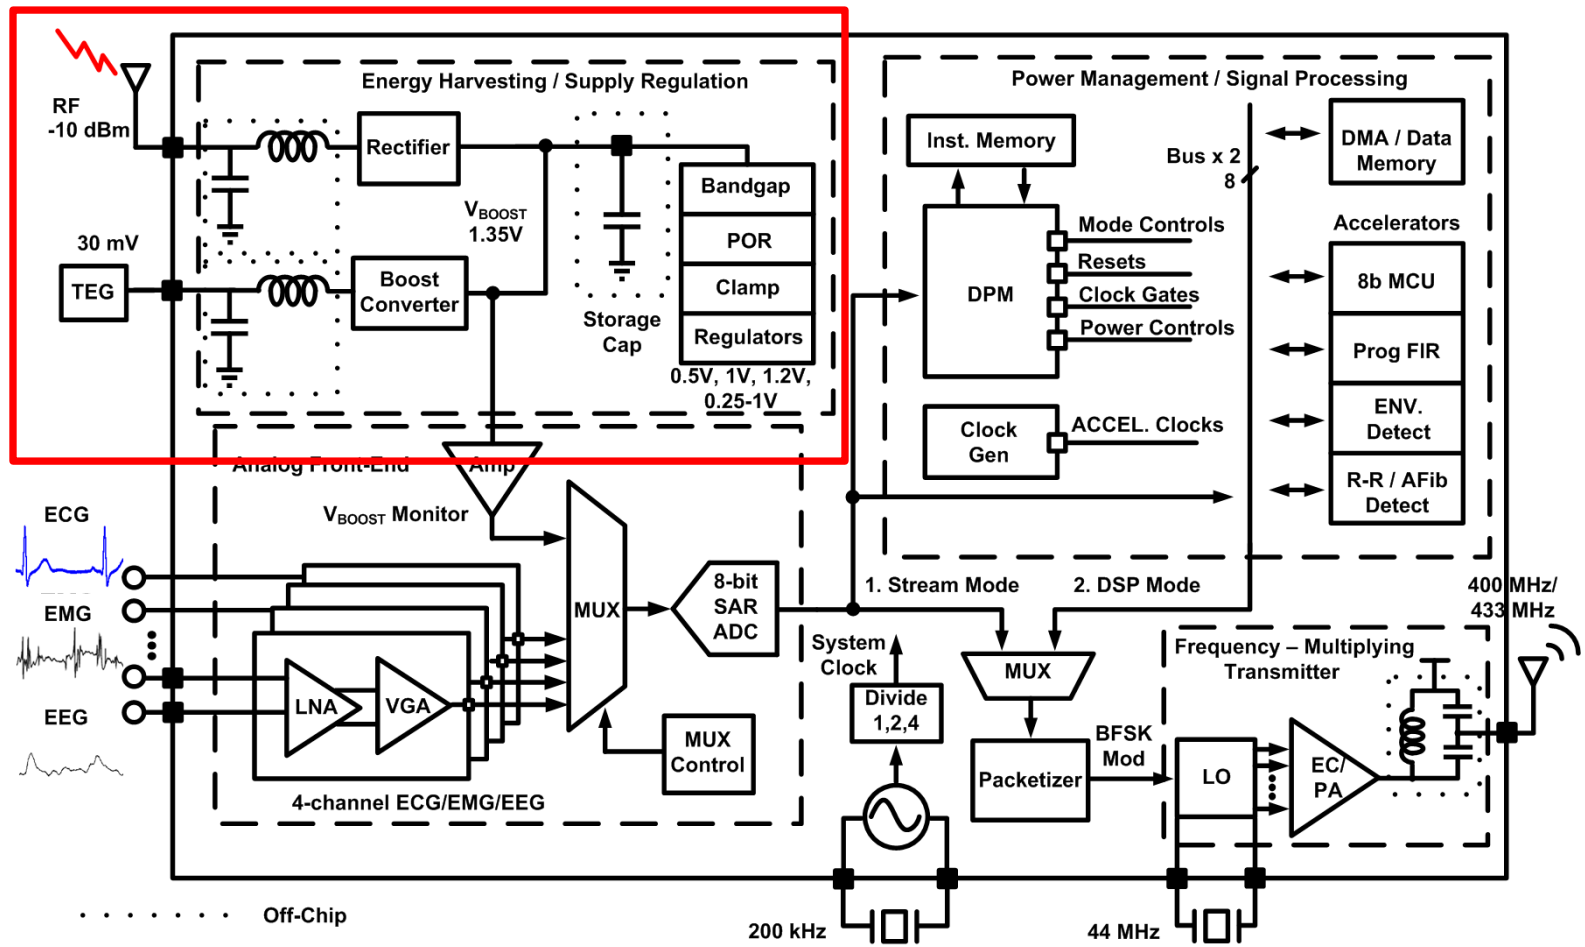 Energy Harvesting / Supply Regulation
RF
-10 dBm
Rectifier
V_BOOST
1.35V
30 mV
TEG
Boost
Converter
Storage
Cap
Bandgap
POR
Clamp
Regulators
0.5V, 1V, 1.2V,
0.25-1V
Power Management / Signal Processing
Inst. Memory
DPM
Mode Controls
Resets
Clock Gates
Power Controls
Clock
Gen
ACCEL. Clocks
Bus x 2
8
DMA / Data
Memory
Accelerators
8b MCU
Prog FIR
ENV.
Detect
R-R / AFib
Detect
Analog Front-End
Amp
V_BOOST Monitor
ECG
EMG
EEG
LNA
VGA
MUX
8-bit
SAR
ADC
MUX
Control
4-channel ECG/EMG/EEG
1. Stream Mode
2. DSP Mode
System
Clock
Divide
1,2,4
MUX
Packetizer
BFSK
Mod
400 MHz/
433 MHz
Frequency – Multiplying
Transmitter
LO
EC/
PA
200 kHz
44 MHz
Off-Chip